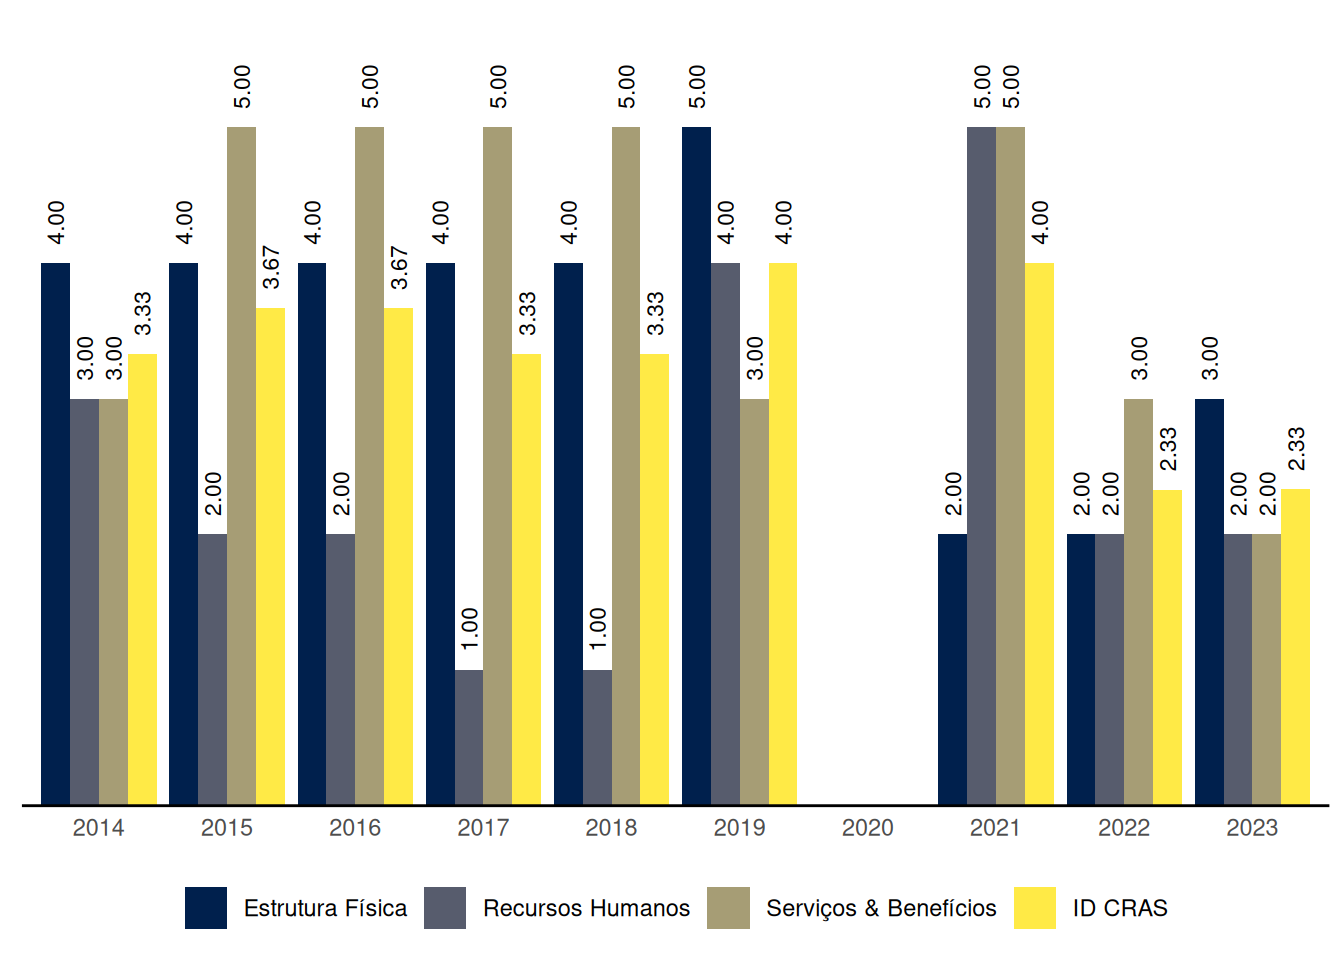 4.00 3.00 3.00 3.33 4.00 2.00 5.00 3.67 4.00 2.00 5.00 3.67 4.00 1.00 5.00 3.33 4.00 1.00 5.00 3.33 5.00 4.00 3.00 4.00 2.00 5.00 5.00 4.00 2.00 2.00 3.00 2.33 3.00 2.00 2.00 2.33
2014 2015 2016 2017 2018 2019 2020 2021 2022 2023
Estrutura Física Recursos Humanos Serviços & Benefícios ID CRAS